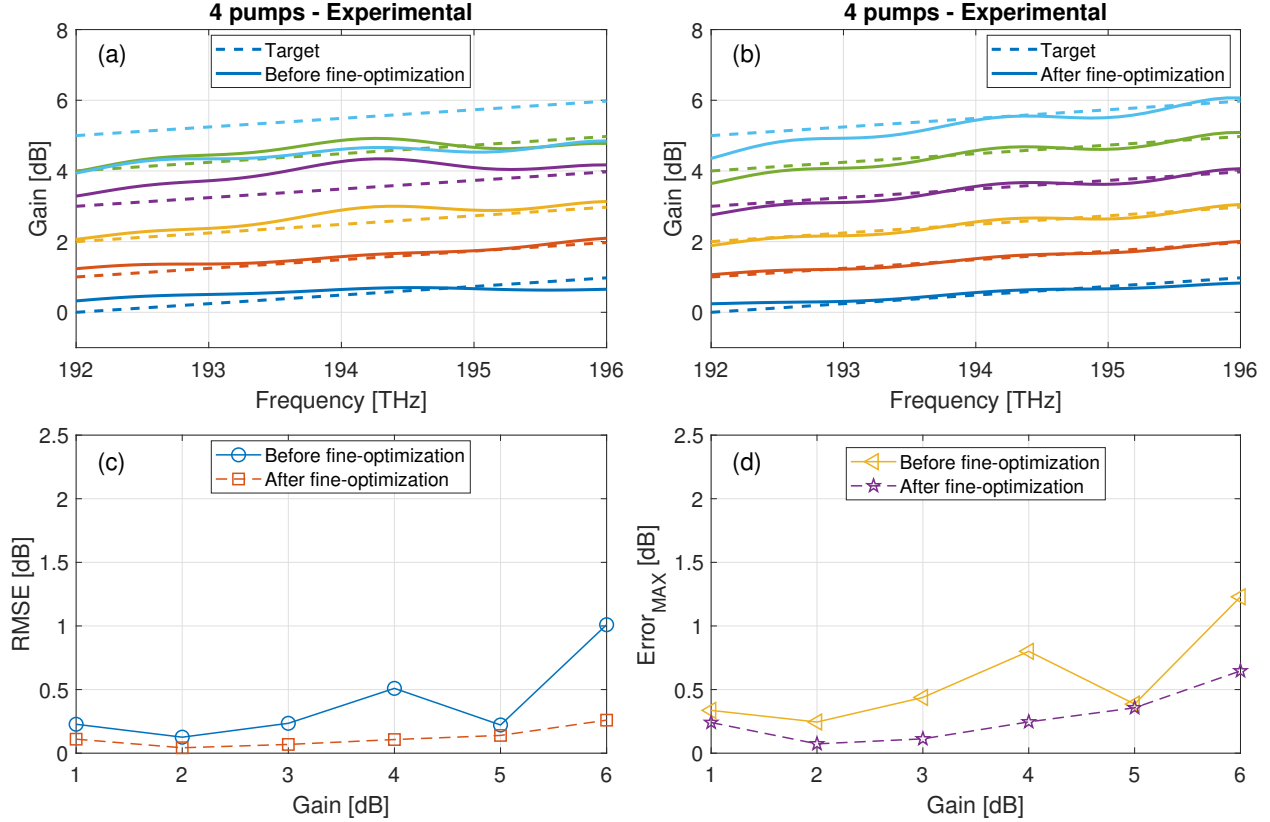 4 pumps - Experimental
(a)
Target
Before fine-optimization
8
6
4
2
0
Gain [dB]
192
193
194
195
196
Frequency [THz]
4 pumps - Experimental
(b)
Target
After fine-optimization
8
6
4
2
0
Gain [dB]
192
193
194
195
196
Frequency [THz]
(c)
Before fine-optimization
After fine-optimization
2.5
2
1.5
1
0.5
0
RMSE [dB]
1
2
3
4
5
6
Gain [dB]
(d)
Before fine-optimization
After fine-optimization
2.5
2
1.5
1
0.5
0
Error_MAX [dB]
1
2
3
4
5
6
Gain [dB]